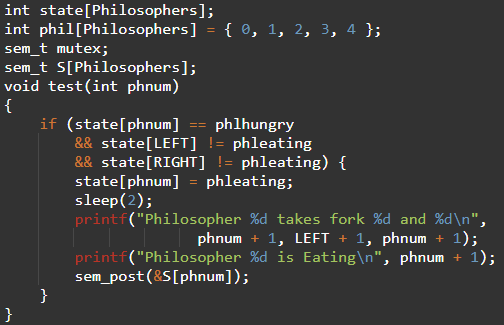 int state[Philosophers];
int phil[Philosophers] = { 0, 1, 2, 3, 4 };
sem_t mutex;
sem_t S[Philosophers];
void test(int phnum)
{
    if (state[phnum] == phlhungry
        && state[LEFT] != phleating
        && state[RIGHT] != phleating) {
        state[phnum] = phleating;
        sleep(2);
        printf("Philosopher %d takes fork %d and %d\n",
                      phnum + 1, LEFT + 1, phnum + 1);
        printf("Philosopher %d is Eating\n", phnum + 1);
        sem_post(&S[phnum]);
    }
}